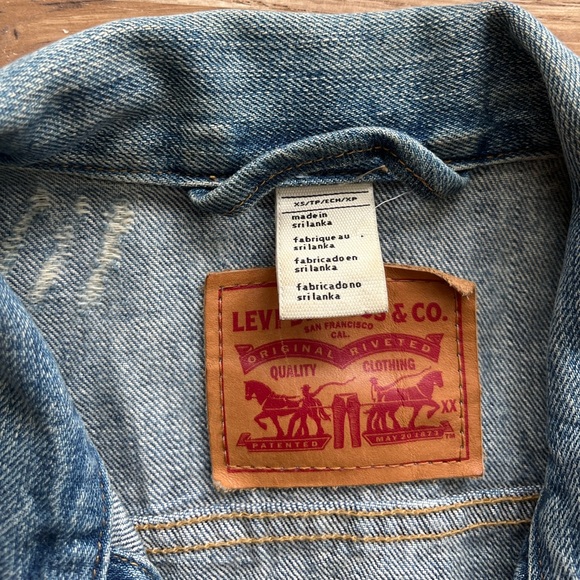 XS/TP/ECH/XP
made in
sri lanka
fabrique au
sri lanka
fabricado en
sri lanka
fabricado no
sri lanka
LEVI & CO.
SAN FRANCISCO
CAL.
ORIGINAL RIVETED
QUALITY CLOTHING
XX
PATENTED MAY 20 1873 TM